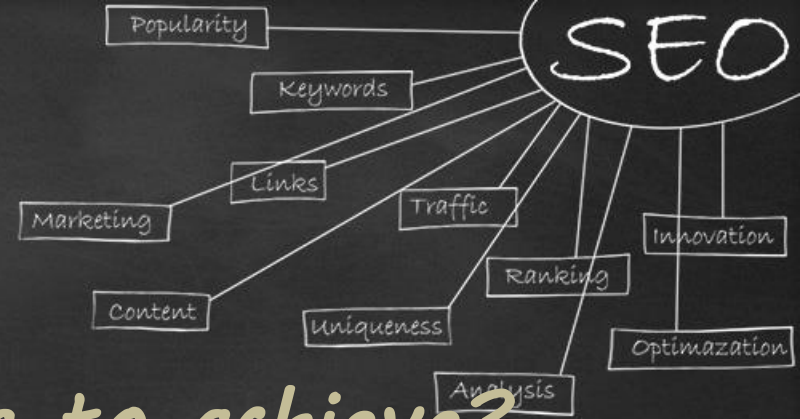 SEO
Popularity
Keywords
Links
Marketing
Traffic
Innovation
Ranking
Content
Uniqueness
Optimazation
Analysis
to achieve?